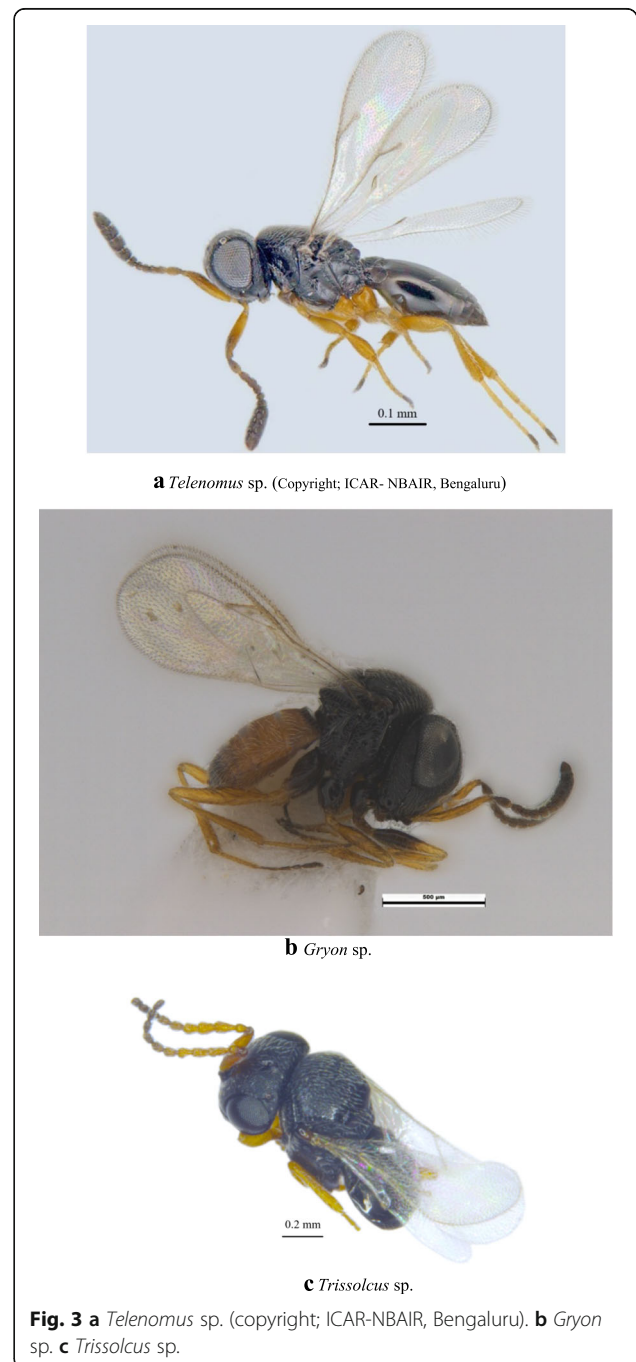 0.1 mm
a Telenomus sp. (Copyright; ICAR- NBAIR, Bengaluru)
500 µm
b Gryon sp.
0.2 mm
c Trissolcus sp.
Fig. 3 a Telenomus sp. (copyright; ICAR-NBAIR, Bengaluru). b Gryon
sp. c Trissolcus sp.